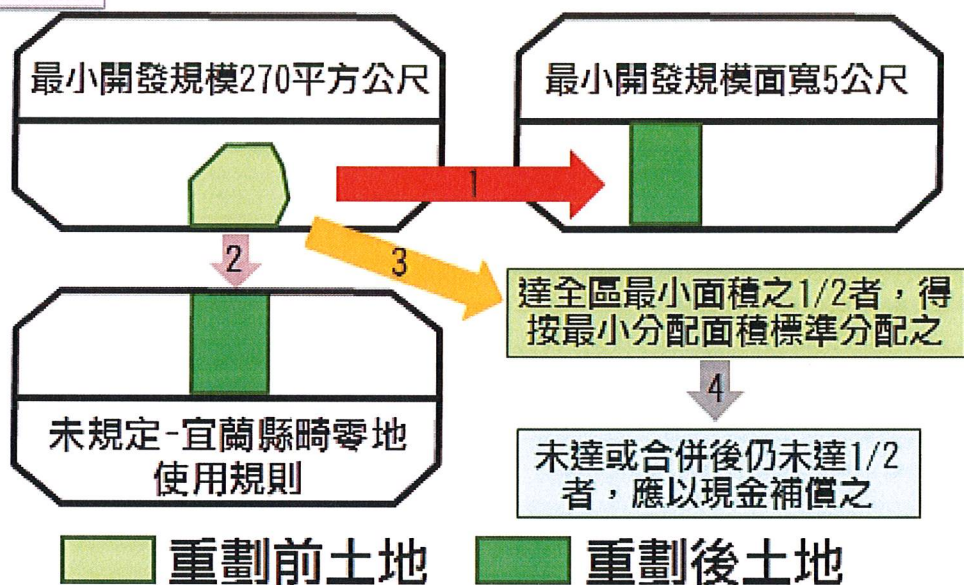 最小開發規模270平方公尺
最小開發規模面寬5公尺
1
2
3
達全區最小面積之1/2者，得
按最小分配面積標準分配之
4
未規定-宜蘭縣畸零地
使用規則
未達或合併後仍未達1/2
者，應以現金補償之
重劃前土地
重劃後土地